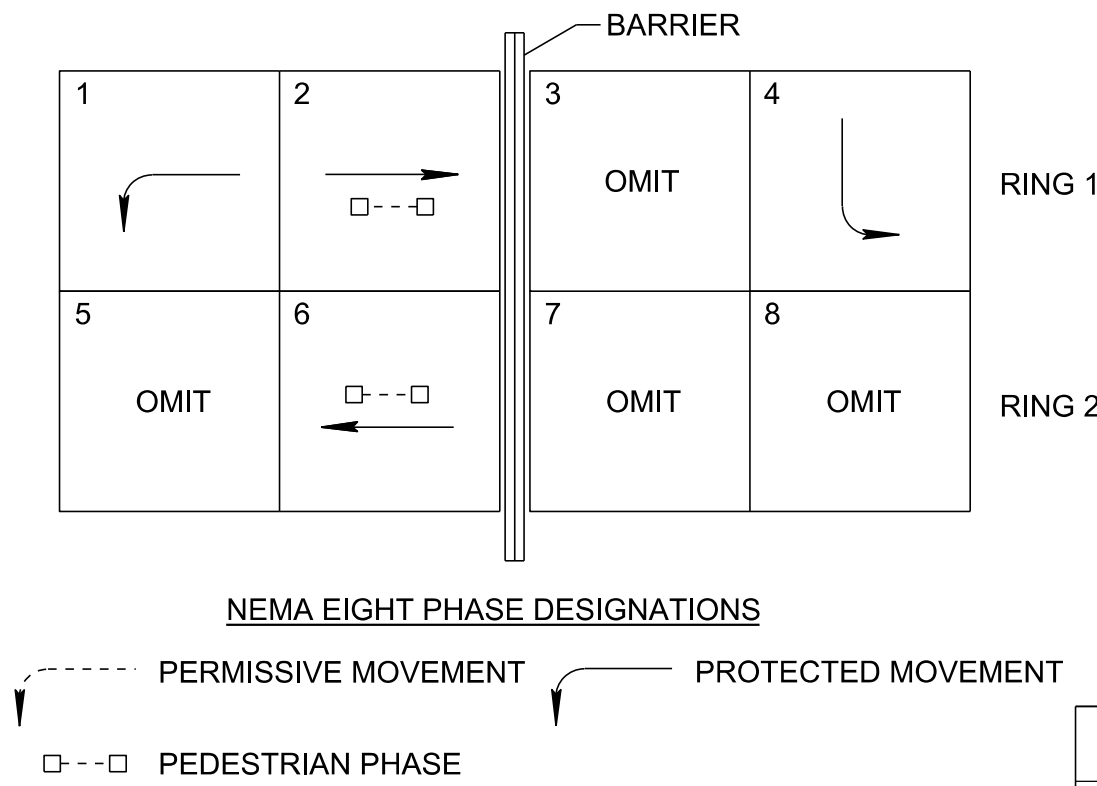 BARRIER
1
2
3
4
OMIT
RING 1
5
6
7
8
OMIT
OMIT
OMIT
RING 2
NEMA EIGHT PHASE DESIGNATIONS
PERMISSIVE MOVEMENT
PROTECTED MOVEMENT
PEDESTRIAN PHASE